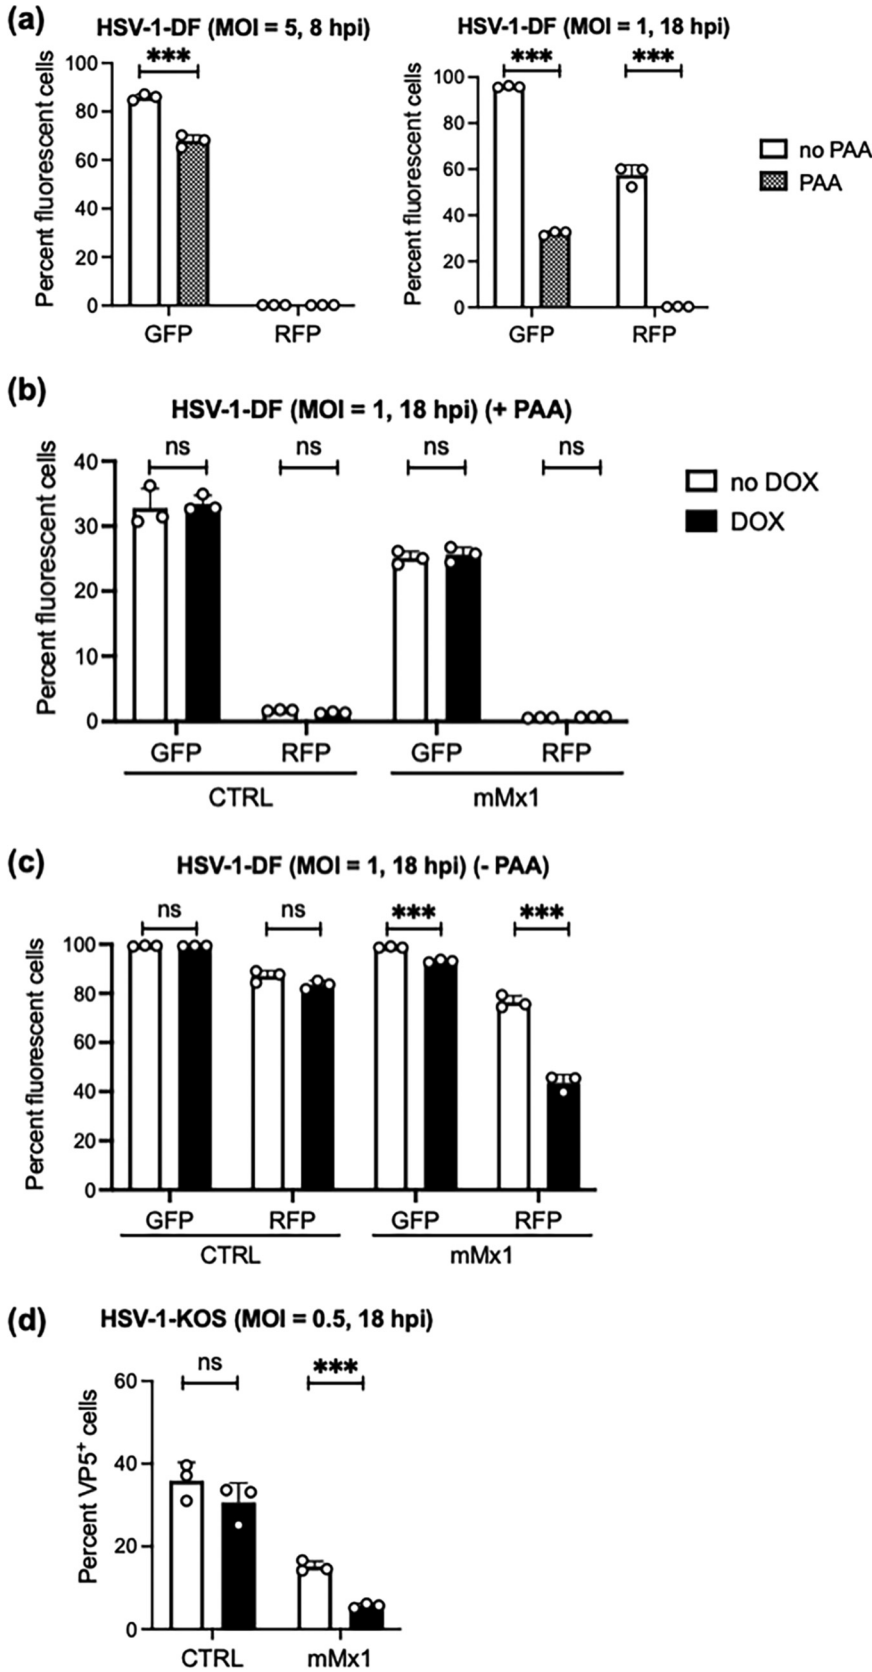 (a)
HSV-1-DF (MOI = 5, 8 hpi)
***
Percent fluorescent cells
100
80
60
40
20
0
GFP
RFP
HSV-1-DF (MOI = 1, 18 hpi)
***
***
Percent fluorescent cells
100
80
60
40
20
0
GFP
RFP
no PAA
PAA
(b)
HSV-1-DF (MOI = 1, 18 hpi) (+ PAA)
ns
ns
ns
ns
Percent fluorescent cells
40
30
20
10
0
GFP
RFP
GFP
RFP
CTRL
mMx1
no DOX
DOX
(c)
HSV-1-DF (MOI = 1, 18 hpi) (- PAA)
ns
ns
***
***
Percent fluorescent cells
100
80
60
40
20
0
GFP
RFP
GFP
RFP
CTRL
mMx1
(d)
HSV-1-KOS (MOI = 0.5, 18 hpi)
ns
***
Percent VP5⁺ cells
60
40
20
0
CTRL
mMx1